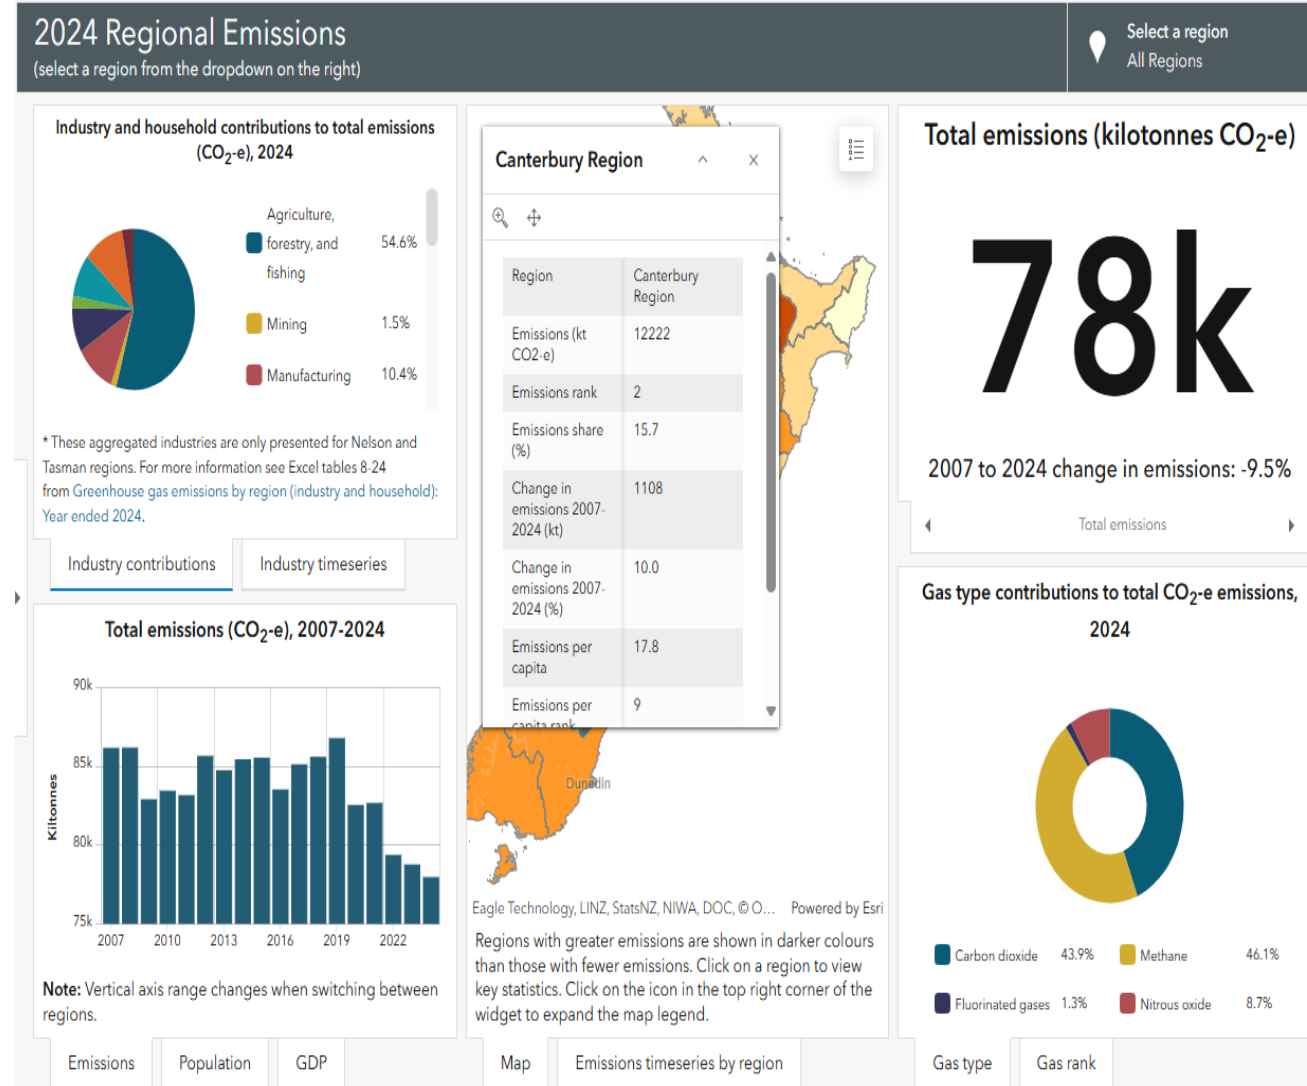 2024 Regional Emissions
(select a region from the dropdown on the right)
Select a region
All Regions
Industry and household contributions to total emissions
(CO2-e), 2024
Agriculture,
forestry, and
fishing
54.6%
Mining
1.5%
Manufacturing
10.4%
* These aggregated industries are only presented for Nelson and
Tasman regions. For more information see Excel tables 8-24
from Greenhouse gas emissions by region (industry and household):
Year ended 2024.
Industry contributions
Industry timeseries
Total emissions (CO2-e), 2007-2024
90k
85k
80k
75k
Kiltonnes
2007
2010
2013
2016
2019
2022
Note: Vertical axis range changes when switching between
regions.
Emissions
Population
GDP
Canterbury Region
Region
Canterbury
Region
Emissions (kt
CO2-e)
12222
Emissions rank
2
Emissions share
(%)
15.7
Change in
emissions 2007-
2024 (kt)
1108
Change in
emissions 2007-
2024 (%)
10.0
Emissions per
capita
17.8
Emissions per
capita rank
9
Dunedin
Eagle Technology, LINZ, StatsNZ, NIWA, DOC, © O...
Powered by Esri
Regions with greater emissions are shown in darker colours
than those with fewer emissions. Click on a region to view
key statistics. Click on the icon in the top right corner of the
widget to expand the map legend.
Map
Emissions timeseries by region
Total emissions (kilotonnes CO2-e)
78k
2007 to 2024 change in emissions: -9.5%
Total emissions
Gas type contributions to total CO2-e emissions,
2024
Carbon dioxide
43.9%
Methane
46.1%
Fluorinated gases
1.3%
Nitrous oxide
8.7%
Gas type
Gas rank